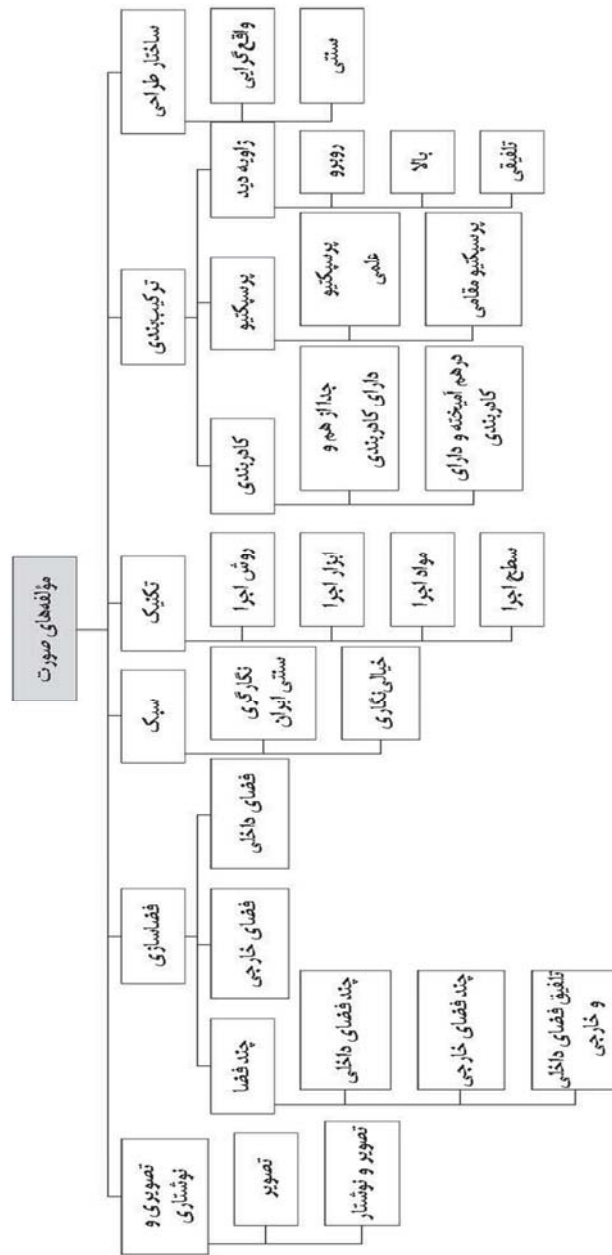 مؤلفه‌های صورت
ساختار طراحی
واقع‌گرایی
سنتی
ترکیب‌بندی
زاویه دید
روبرو
بالا
تلفیقی
پرسپکتیو
پرسپکتیو
علمی
پرسپکتیو مقامی
کادربندی
جدا از هم و
دارای کادربندی
درهم آمیخته و دارای
کادربندی
تکنیک
روش اجرا
ابزار اجرا
مواد اجرا
سطح اجرا
سبک
نگارگری
سنتی ایران
خیالی‌نگاری
فضاسازی
فضای داخلی
فضای خارجی
چند فضا
چند فضای داخلی
چند فضای خارجی
تلفیق فضای داخلی
و خارجی
تصویری و
نوشتاری
تصویر
تصویر و نوشتار